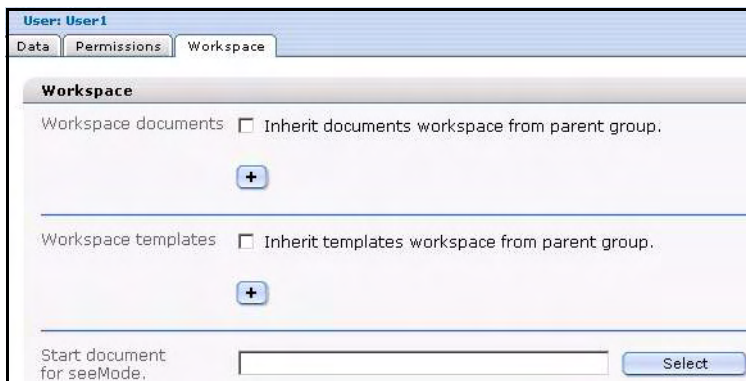 User: User1
Data Permissions Workspace
Workspace
Workspace documents Inherit documents workspace from parent group.
+
Workspace templates Inherit templates workspace from parent group.
+
Start document
for seeMode.
Select